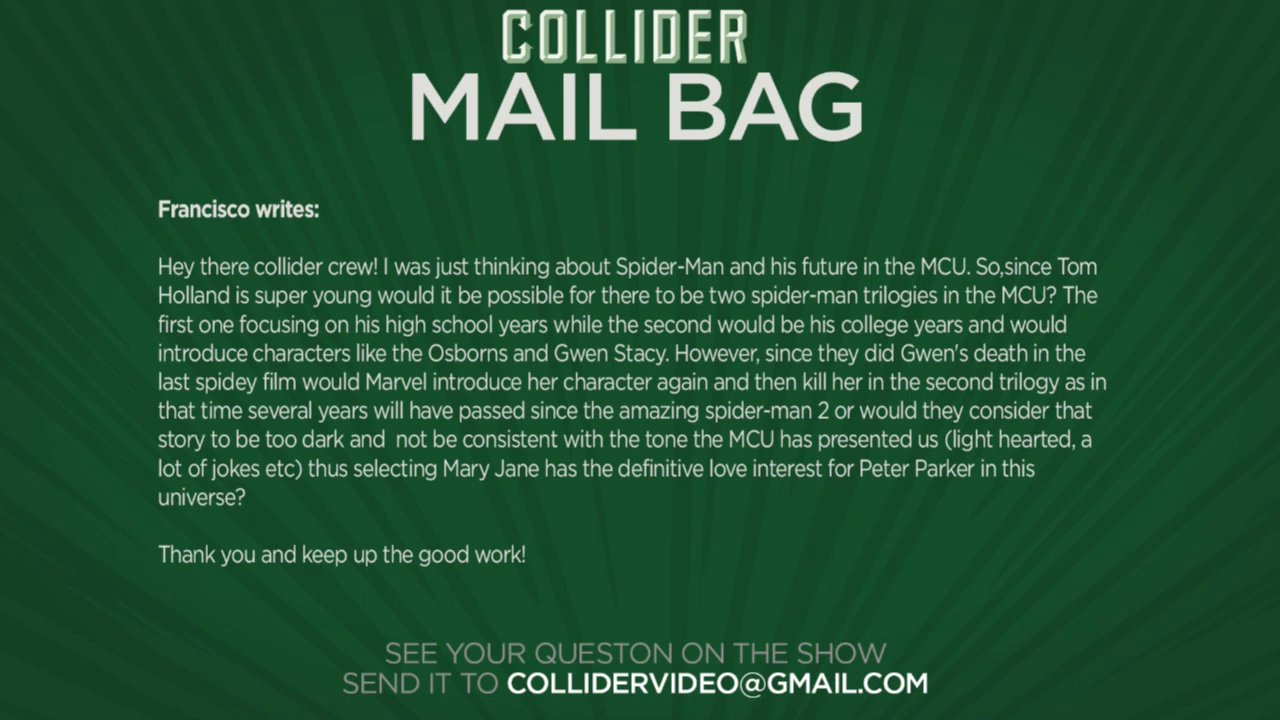 COLLIDER
MAIL BAG
Francisco writes:
Hey there collider crew! I was just thinking about Spider-Man and his future in the MCU. So,since Tom
Holland is super young would it be possible for there to be two spider-man trilogies in the MCU? The
first one focusing on his high school years while the second would be his college years and would
introduce characters like the Osborns and Gwen Stacy. However, since they did Gwen's death in the
last spidey film would Marvel introduce her character again and then kill her in the second trilogy as in
that time several years will have passed since the amazing spider-man 2 or would they consider that
story to be too dark and  not be consistent with the tone the MCU has presented us (light hearted, a
lot of jokes etc) thus selecting Mary Jane has the definitive love interest for Peter Parker in this
universe?
Thank you and keep up the good work!
SEE YOUR QUESTON ON THE SHOW
SEND IT TO COLLIDERVIDEO@GMAIL.COM